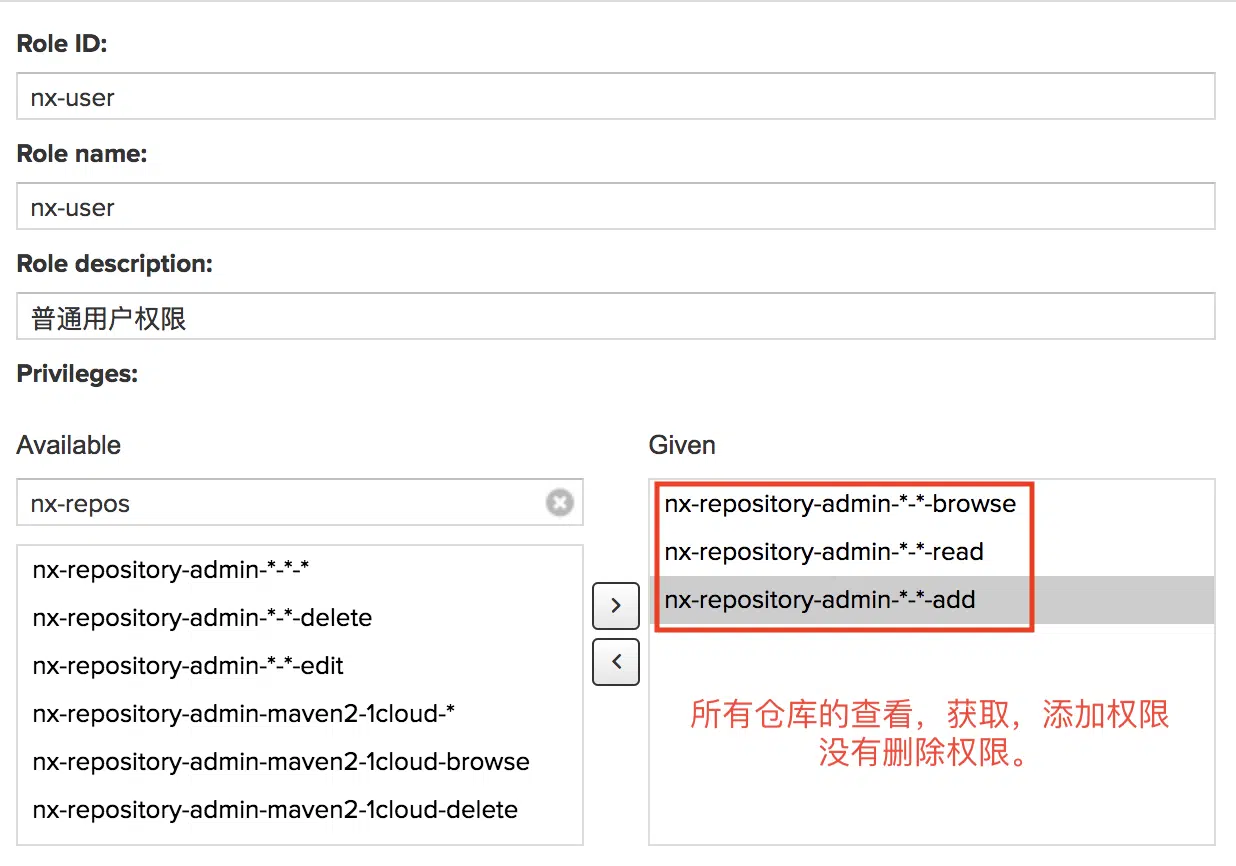 Role ID:
nx-user
Role name:
nx-user
Role description:
普通用户权限
Privileges:
Available
nx-repos
nx-repository-admin-*-*-*
nx-repository-admin-*-*-delete
nx-repository-admin-*-*-edit
nx-repository-admin-maven2-1cloud-*
nx-repository-admin-maven2-1cloud-browse
nx-repository-admin-maven2-1cloud-delete
Given
nx-repository-admin-*-*-browse
nx-repository-admin-*-*-read
nx-repository-admin-*-*-add
所有仓库的查看，获取，添加权限
没有删除权限。